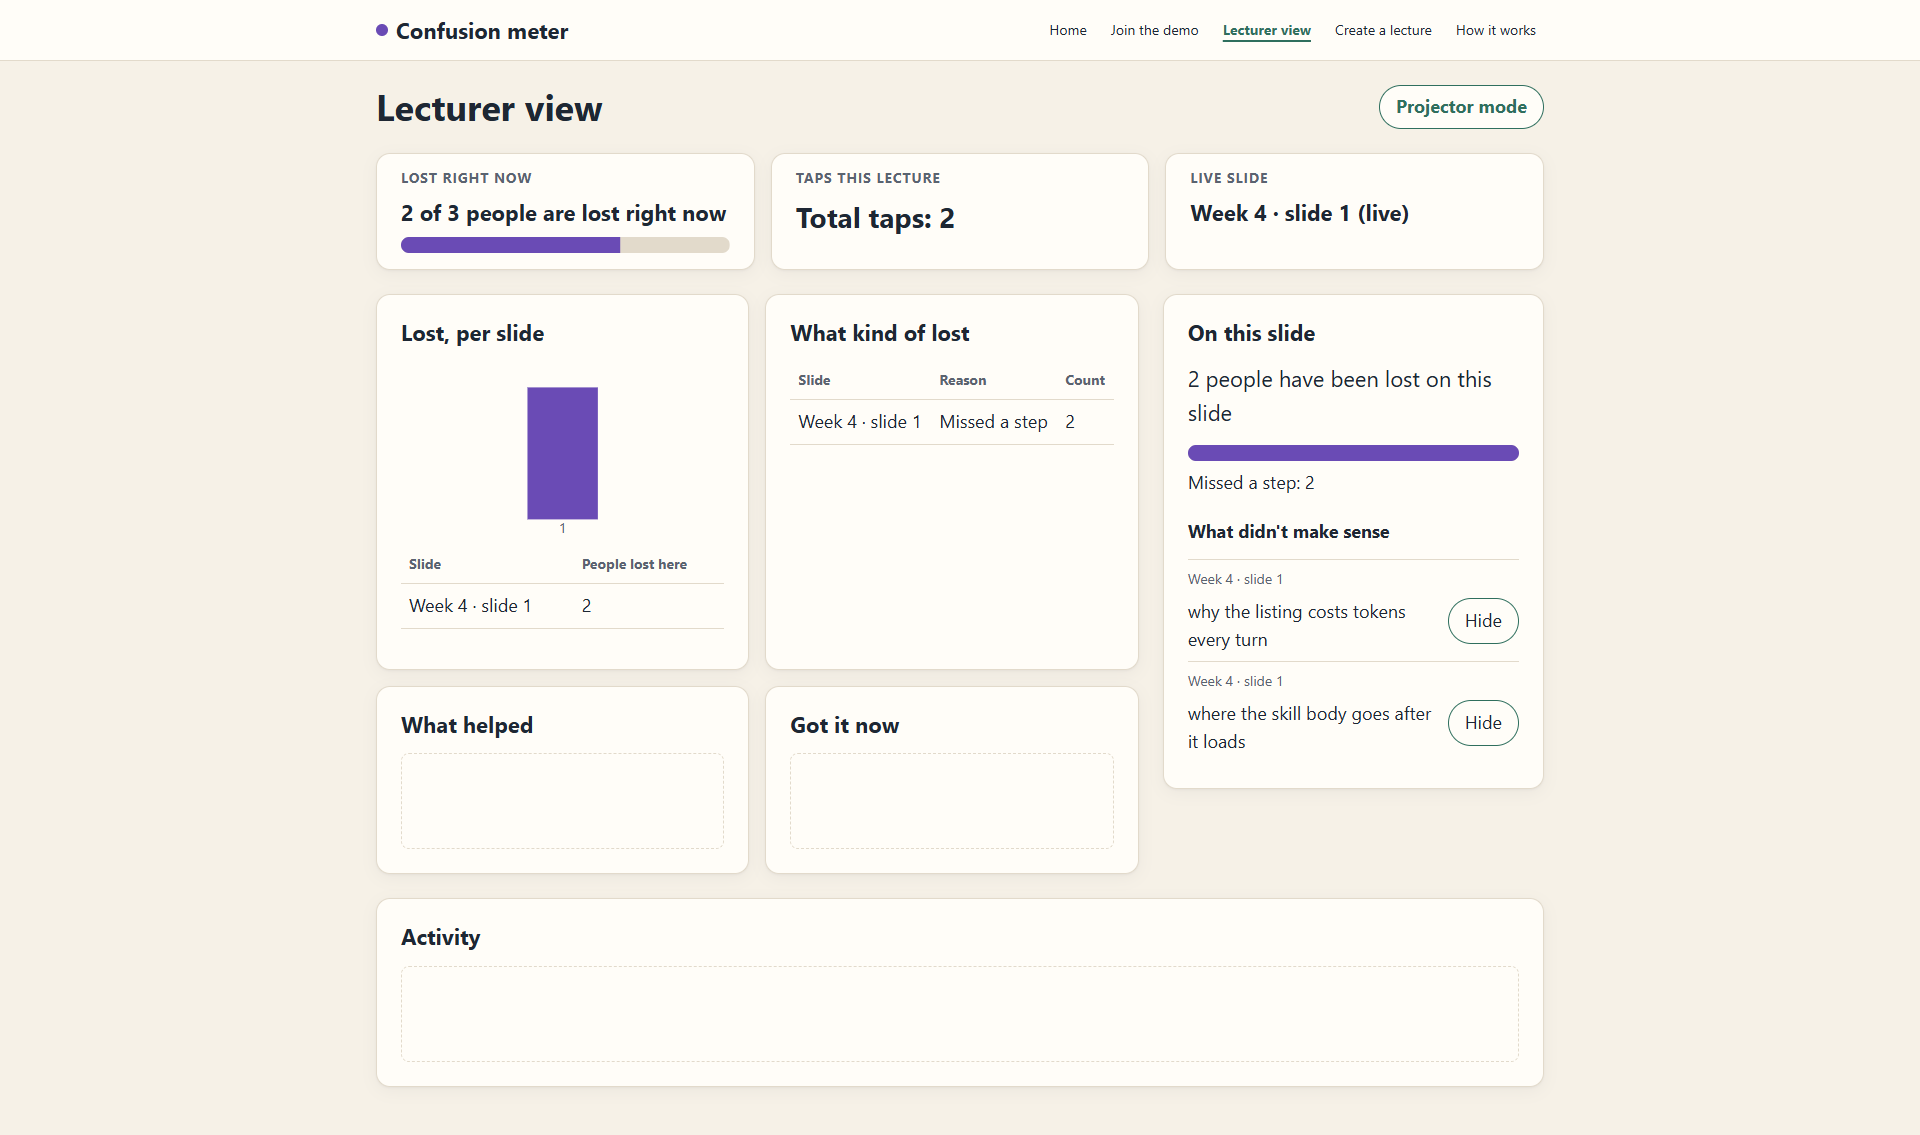 Confusion meter
Home
Join the demo
Lecturer view
Create a lecture
How it works
Lecturer view
Projector mode
LOST RIGHT NOW
2 of 3 people are lost right now
TAPS THIS LECTURE
Total taps: 2
LIVE SLIDE
Week 4 · slide 1 (live)
Lost, per slide
1
Slide People lost here
Week 4 · slide 1 2
What kind of lost
Slide Reason Count
Week 4 · slide 1 Missed a step 2
On this slide
2 people have been lost on this
slide
Missed a step: 2
What didn't make sense
Week 4 · slide 1
why the listing costs tokens
every turn
Hide
Week 4 · slide 1
where the skill body goes after
it loads
Hide
What helped
Got it now
Activity